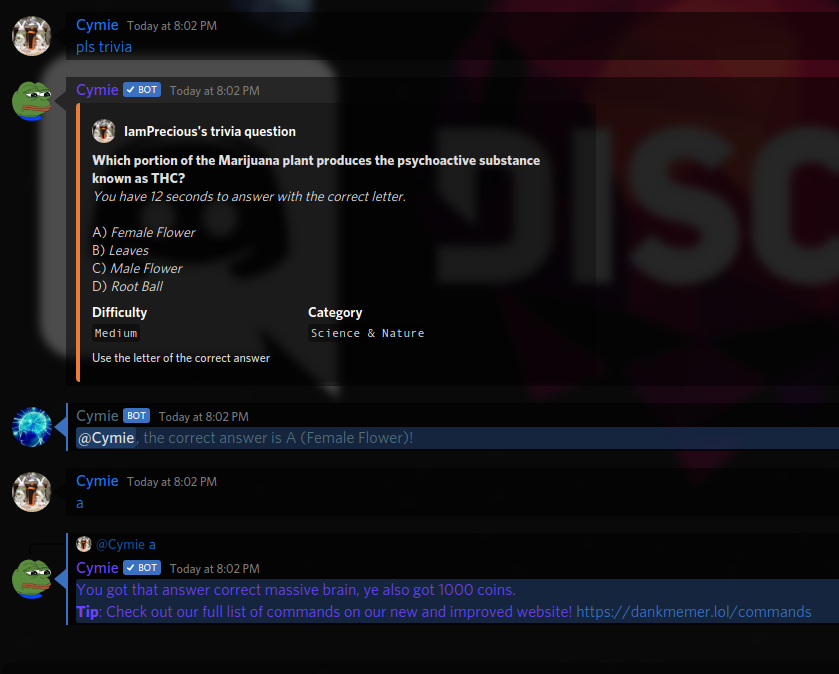 Cymie Today at 8:02 PM
pls trivia
Cymie ✔ BOT Today at 8:02 PM
IamPrecious's trivia question
Which portion of the Marijuana plant produces the psychoactive substance
known as THC?
You have 12 seconds to answer with the correct letter.
A) Female Flower
B) Leaves
C) Male Flower
D) Root Ball
Difficulty Category
Medium Science & Nature
Use the letter of the correct answer
DISC
Cymie BOT Today at 8:02 PM
@Cymie, the correct answer is A (Female Flower)!
Cymie Today at 8:02 PM
a
@Cymie a
Cymie ✔ BOT Today at 8:02 PM
You got that answer correct massive brain, ye also got 1000 coins.
Tip: Check out our full list of commands on our new and improved website! https://dankmemer.lol/commands